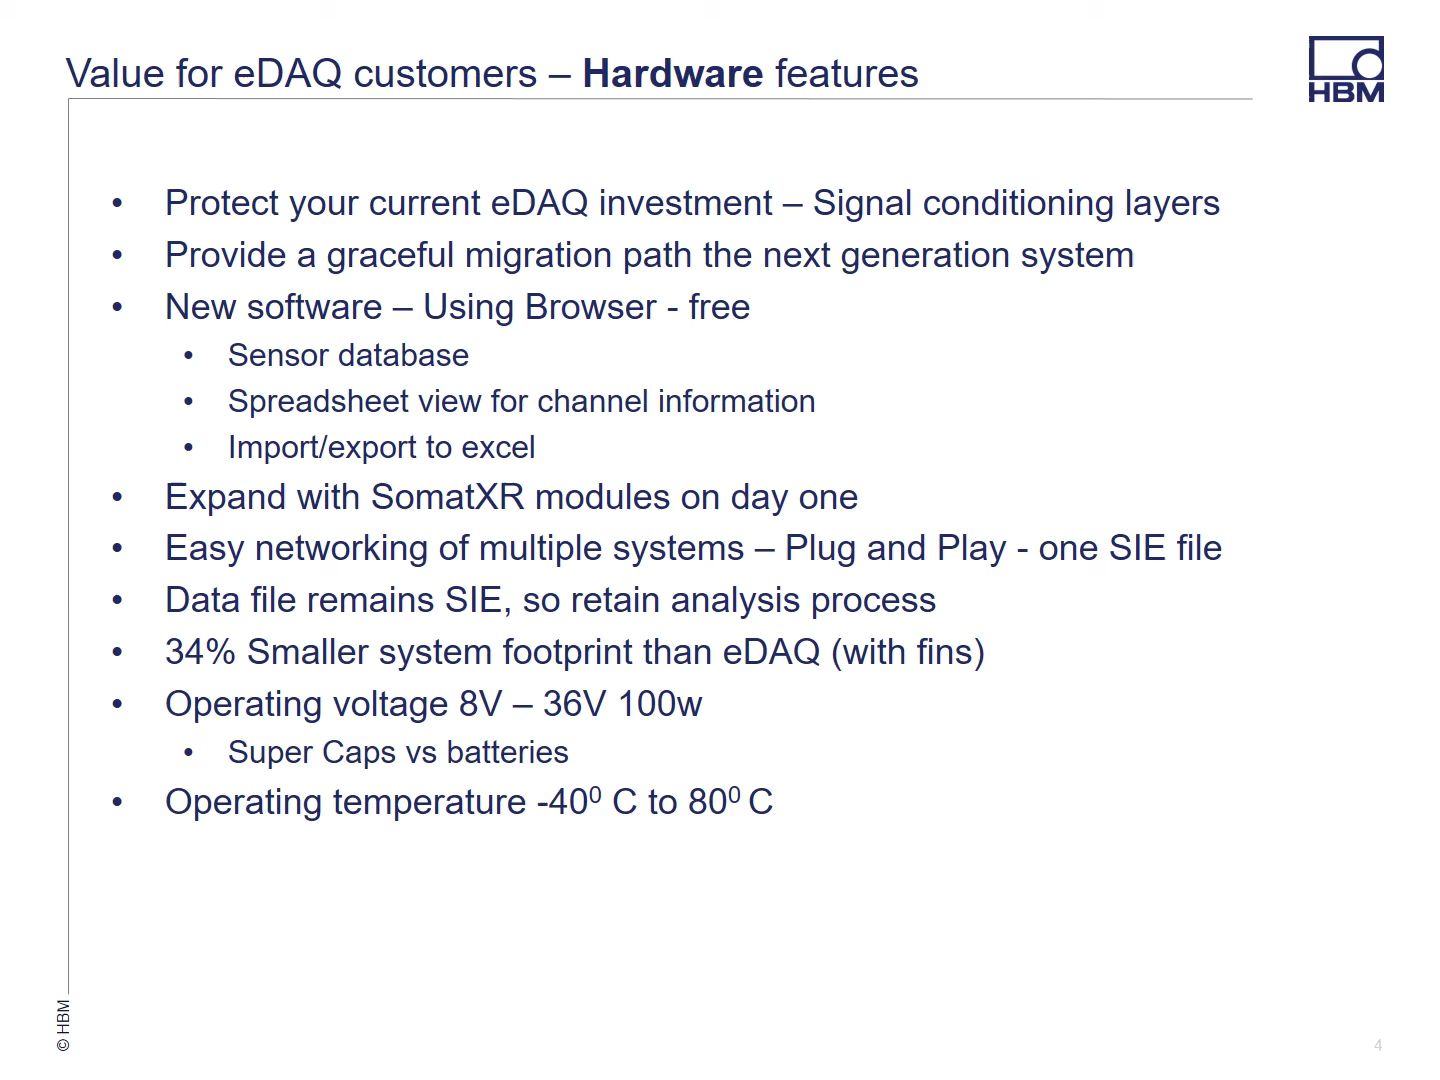 Value for eDAQ customers – Hardware features
HBM
• Protect your current eDAQ investment – Signal conditioning layers
• Provide a graceful migration path the next generation system
• New software – Using Browser - free
• Sensor database
• Spreadsheet view for channel information
• Import/export to excel
• Expand with SomatXR modules on day one
• Easy networking of multiple systems – Plug and Play - one SIE file
• Data file remains SIE, so retain analysis process
• 34% Smaller system footprint than eDAQ (with fins)
• Operating voltage 8V – 36V 100w
• Super Caps vs batteries
• Operating temperature -40⁰ C to 80⁰ C
© HBM
4